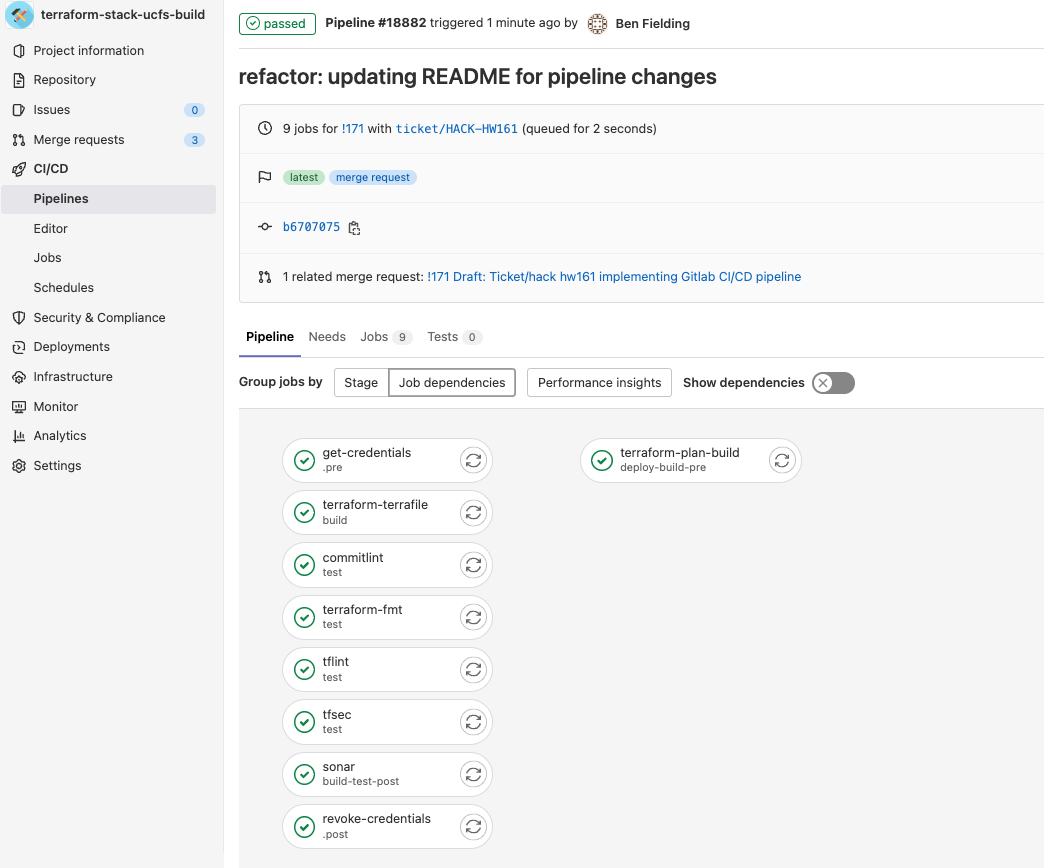 terraform-stack-ucfs-build
Project information
Repository
Issues 0
Merge requests 3
CI/CD
Pipelines
Editor
Jobs
Schedules
Security & Compliance
Deployments
Infrastructure
Monitor
Analytics
Settings
passed Pipeline #18882 triggered 1 minute ago by Ben Fielding
refactor: updating README for pipeline changes
9 jobs for !171 with ticket/HACK-HW161 (queued for 2 seconds)
latest merge request
b6707075
1 related merge request: !171 Draft: Ticket/hack hw161 implementing Gitlab CI/CD pipeline
Pipeline Needs Jobs 9 Tests 0
Group jobs by Stage Job dependencies Performance insights Show dependencies
get-credentials
.pre
terraform-terrafile
build
commitlint
test
terraform-fmt
test
tflint
test
tfsec
test
sonar
build-test-post
revoke-credentials
.post
terraform-plan-build
deploy-build-pre